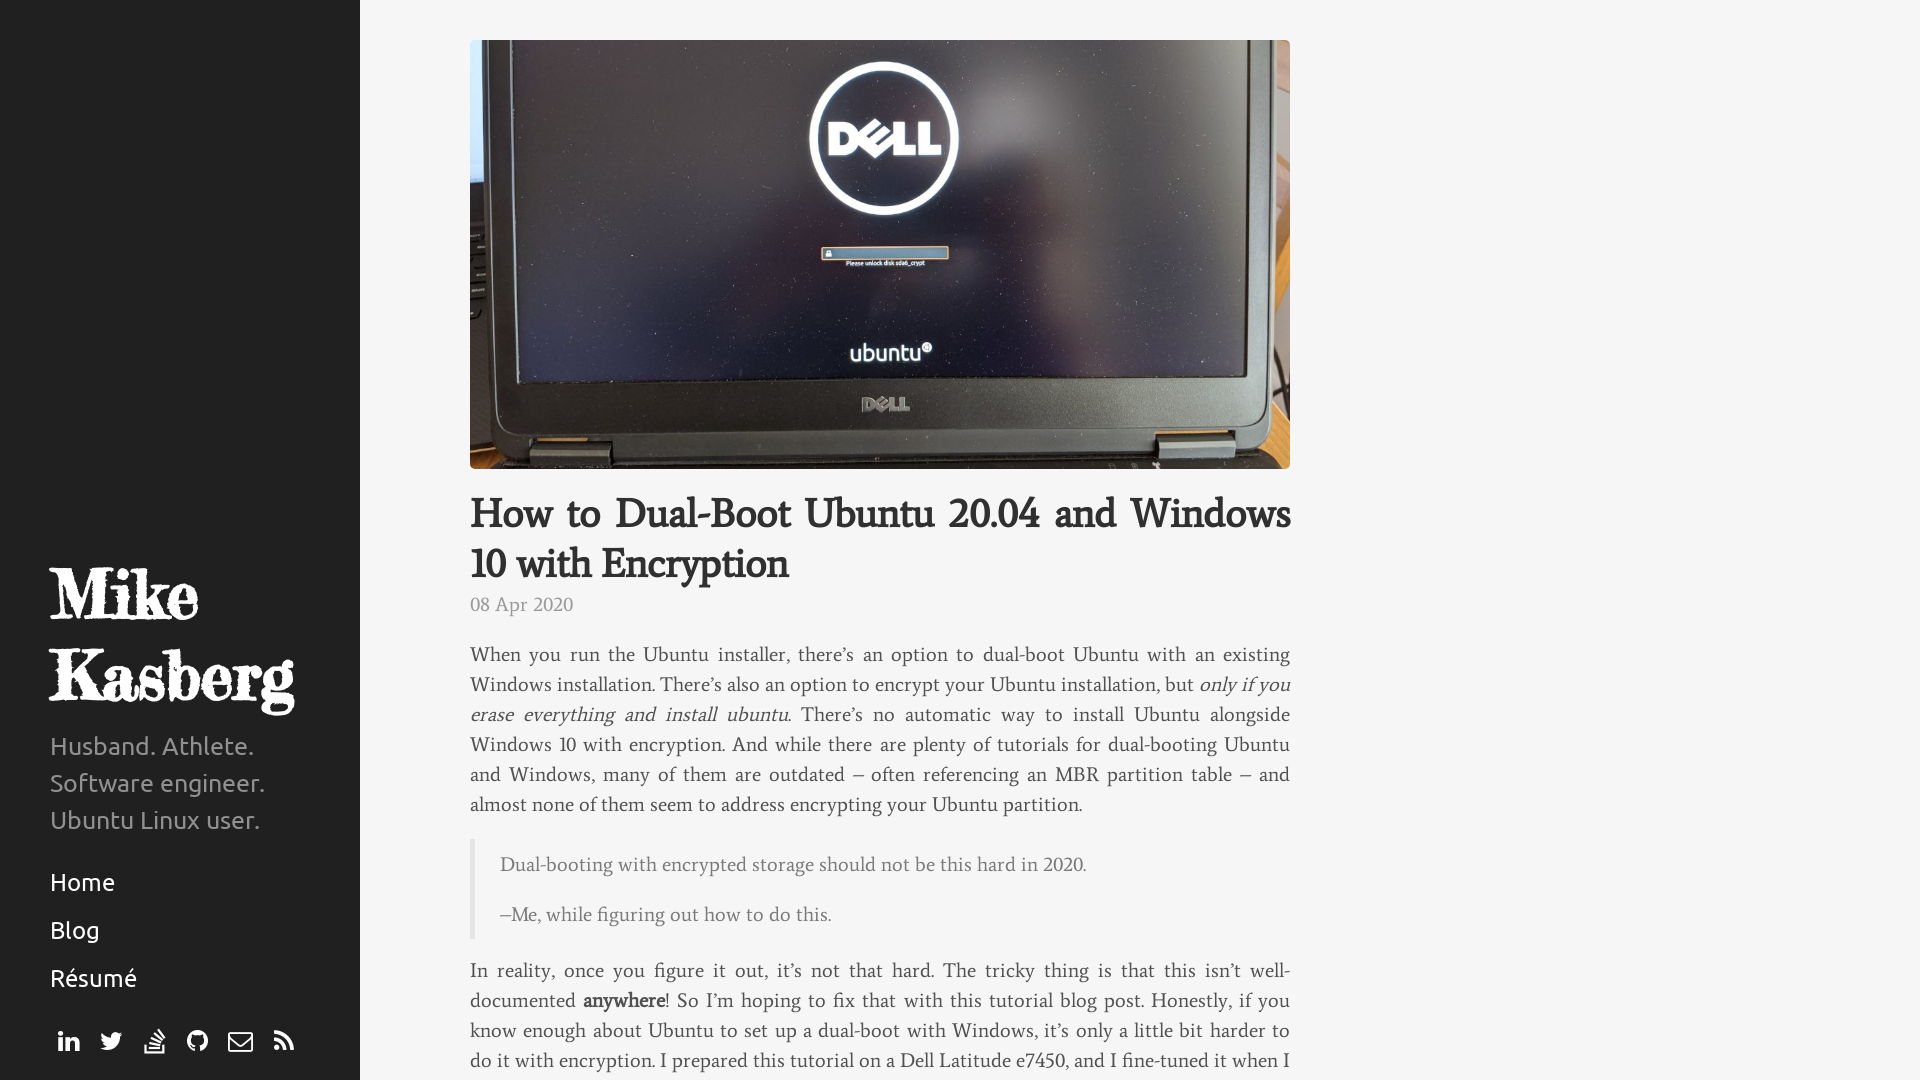 DELL
Please unlock disk sda6_crypt
ubuntu
DELL
How to Dual-Boot Ubuntu 20.04 and Windows
10 with Encryption
08 Apr 2020
When you run the Ubuntu installer, there’s an option to dual-boot Ubuntu with an existing
Windows installation. There’s also an option to encrypt your Ubuntu installation, but only if you
erase everything and install ubuntu. There’s no automatic way to install Ubuntu alongside
Windows 10 with encryption. And while there are plenty of tutorials for dual-booting Ubuntu
and Windows, many of them are outdated – often referencing an MBR partition table – and
almost none of them seem to address encrypting your Ubuntu partition.
Dual-booting with encrypted storage should not be this hard in 2020.
–Me, while figuring out how to do this.
In reality, once you figure it out, it’s not that hard. The tricky thing is that this isn’t well-
documented anywhere! So I’m hoping to fix that with this tutorial blog post. Honestly, if you
know enough about Ubuntu to set up a dual-boot with Windows, it’s only a little bit harder to
do it with encryption. I prepared this tutorial on a Dell Latitude e7450, and I fine-tuned it when I
Mike
Kasberg
Husband. Athlete.
Software engineer.
Ubuntu Linux user.
Home
Blog
Résumé